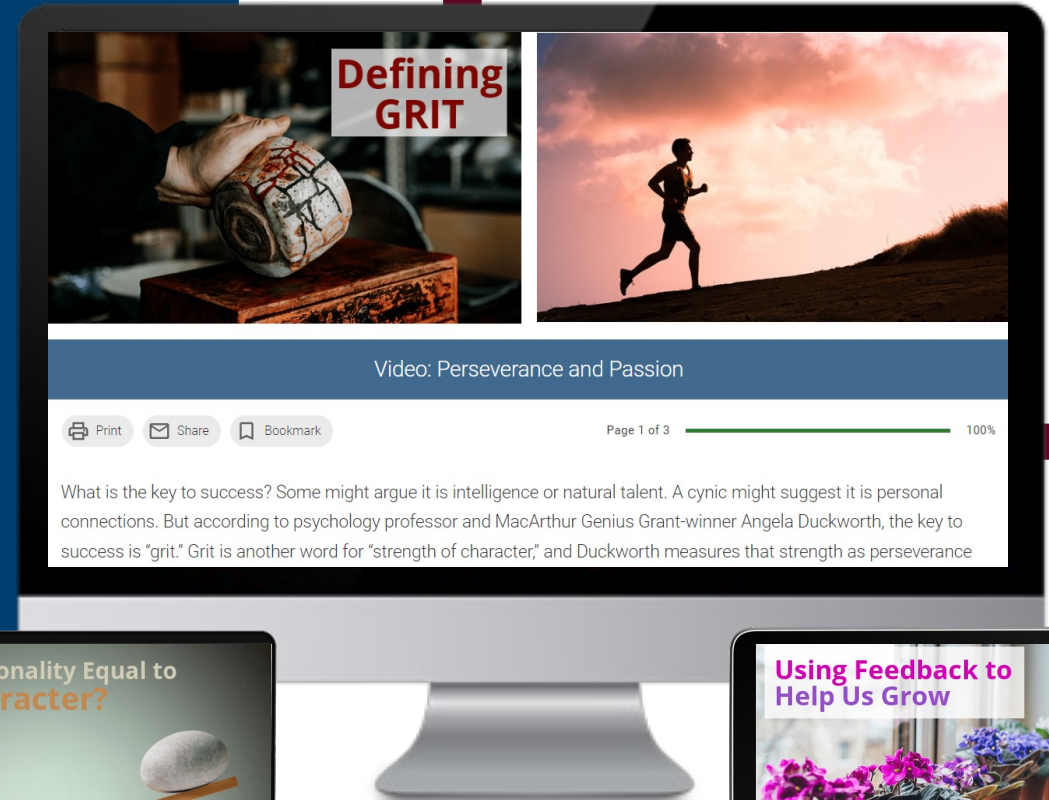 Defining
GRIT
Video: Perseverance and Passion
Print
Share
Bookmark
Page 1 of 3
100%
What is the key to success? Some might argue it is intelligence or natural talent. A cynic might suggest it is personal
connections. But according to psychology professor and MacArthur Genius Grant-winner Angela Duckworth, the key to
success is “grit.” Grit is another word for “strength of character,” and Duckworth measures that strength as perseverance
onality Equal to
racter?
Using Feedback to
Help Us Grow